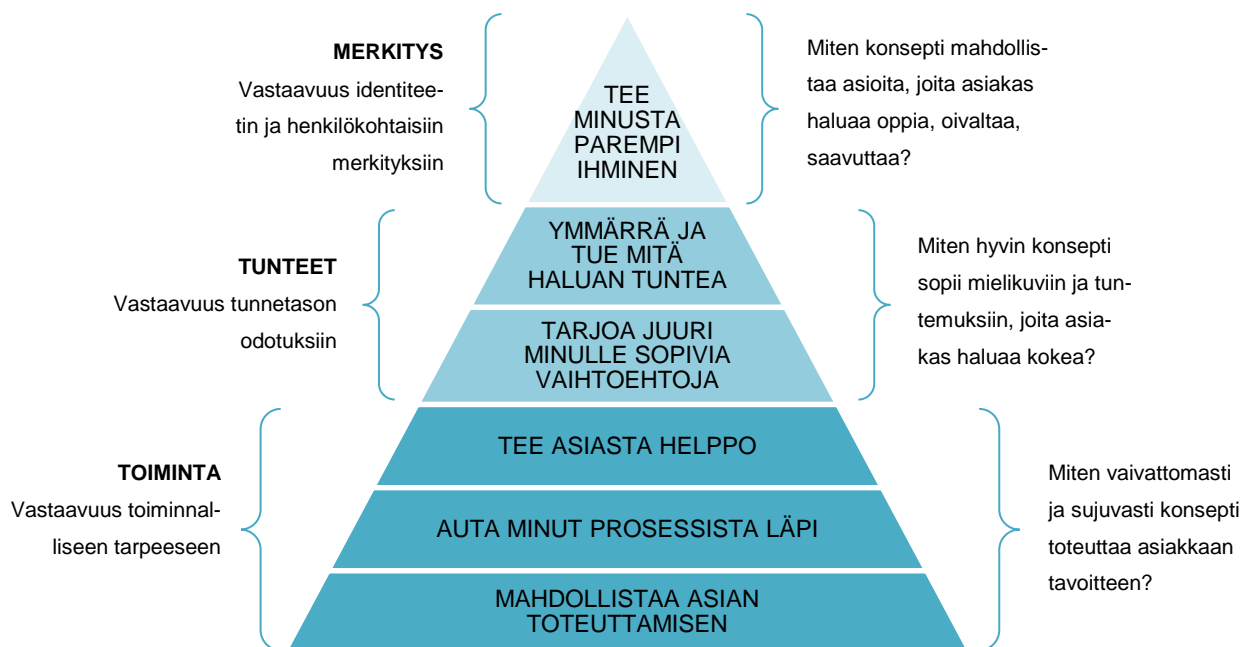 MERKITYS
Vastaavuus identitee-
tin ja henkilökohtaisiin
merkityksiin
TEE
MINUSTA
PAREMPI
IHMINEN
Miten konsepti mahdollis-
taa asioita, joita asiakas
haluaa oppia, oivaltaa,
saavuttaa?
TUNTEET
Vastaavuus tunnetason
odotuksiin
YMMÄRRÄ JA
TUE MITÄ
HALUAN TUNTEA
TARJOA JUURI
MINULLE SOPIVIA
VAIHTOEHTOJA
Miten hyvin konsepti
sopii mielikuviin ja tun-
temuksiin, joita asia-
kas haluaa kokea?
TOIMINTA
Vastaavuus toiminnal-
liseen tarpeeseen
TEE ASIASTA HELPPO
AUTA MINUT PROSESSISTA LÄPI
MAHDOLLISTAA ASIAN
TOTEUTTAMISEN
Miten vaivattomasti
ja sujuvasti konsepti
toteuttaa asiakkaan
tavoitteen?